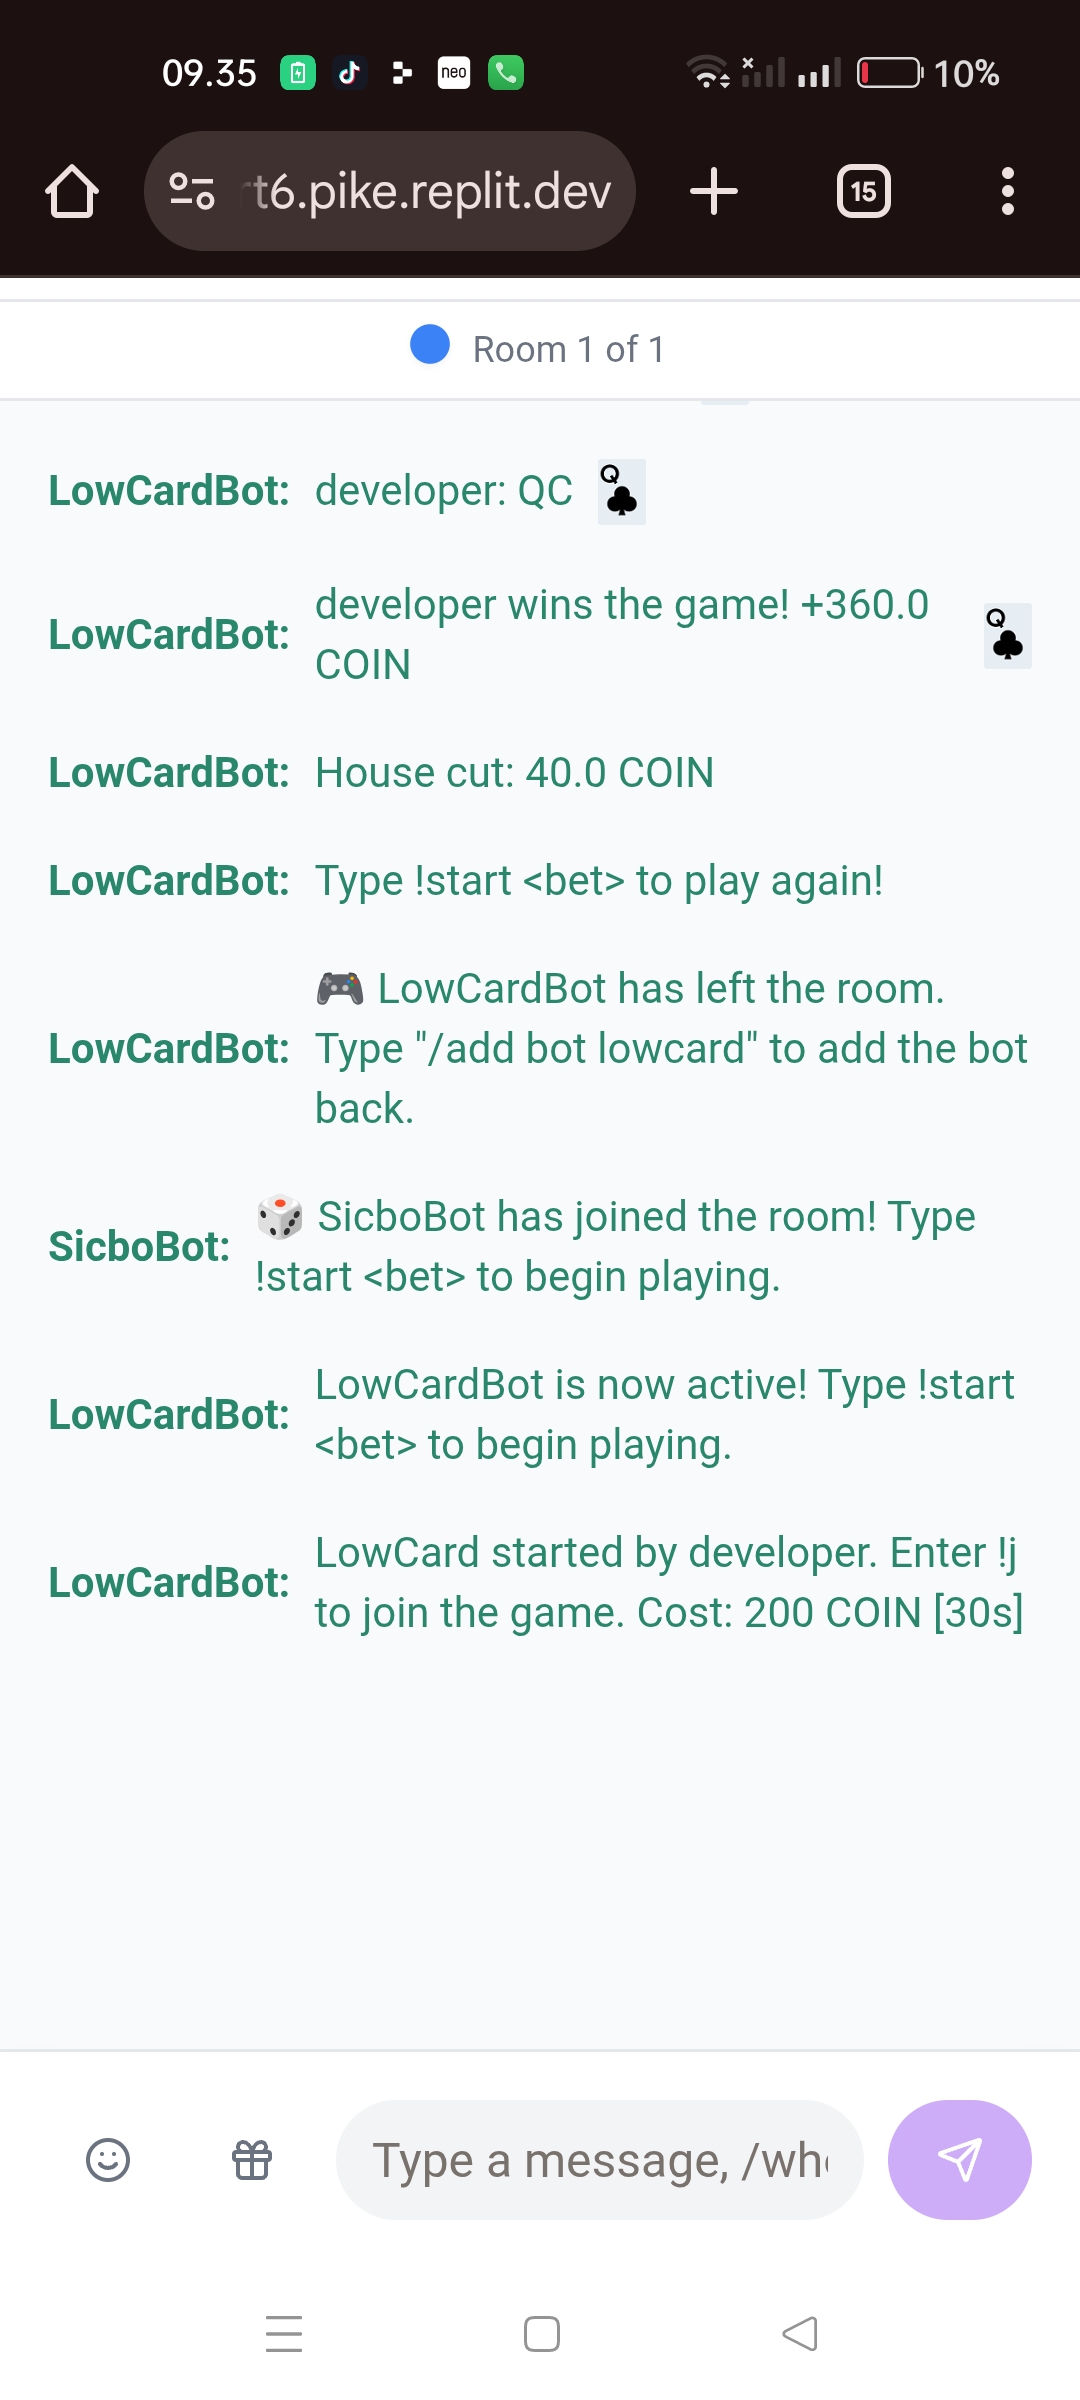 09.35
neo
10%
t6.pike.replit.dev
15
Room 1 of 1
LowCardBot: developer: QC
Q
LowCardBot: developer wins the game! +360.0
COIN
Q
LowCardBot: House cut: 40.0 COIN
LowCardBot: Type !start <bet> to play again!
🎮 LowCardBot has left the room.
LowCardBot: Type "/add bot lowcard" to add the bot
back.
SicboBot: 🎲 SicboBot has joined the room! Type
!start <bet> to begin playing.
LowCardBot: LowCardBot is now active! Type !start
<bet> to begin playing.
LowCardBot: LowCard started by developer. Enter !j
to join the game. Cost: 200 COIN [30s]
Type a message, /who